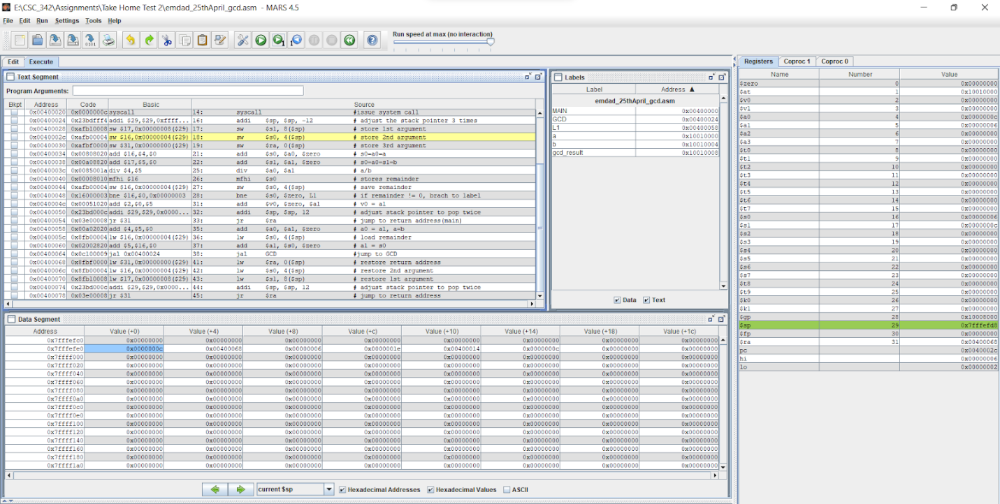 E:\CSC_342\Assignments\Take Home Test 2\emdad_25thApril_gcd.asm - MARS 4.5
File Edit Run Settings Tools Help
Run speed at max (no interaction)
Edit Execute
Text Segment
Program Arguments:
Bkpt Address Code Basic Source
0x00400020 0x0000000c syscall 14: syscall #issue system call
0x00400024 0x23bdfff4 addi $29,$29,0xffff... 16: addi $sp, $sp, -12 # adjust the stack pointer 3 times
0x00400028 0xafb10008 sw $17,0x00000008($29) 17: sw $s1, 8($sp) # store 1st argument
0x0040002c 0xafb00004 sw $16,0x00000004($29) 18: sw $s0, 4($sp) # store 2nd argument
0x00400030 0xafbf0000 sw $31,0x00000000($29) 19: sw $ra, 0($sp) # store 3rd argument
0x00400034 0x00808020 add $16,$4,$0 21: add $s0, $a0, $zero # s0=a0=a
0x00400038 0x00a08820 add $17,$5,$0 22: add $s1, $a1, $zero # s0=a0=s1=b
0x0040003c 0x0085001a div $4,$5 25: div $a0, $a1 # a/b
0x00400040 0x00008010 mfhi $16 26: mfhi $s0 # stores remainder
0x00400044 0xafb00004 sw $16,0x00000004($29) 27: sw $s0, 4($sp) # save remainder
0x00400048 0x16000003 bne $16,$0,0x00000003 28: bne $s0, $zero, L1 # if remainder != 0, brach to label
0x0040004c 0x00051020 add $2,$0,$5 31: add $v0, $zero, $a1 # v0 = a1
0x00400050 0x23bd000c addi $29,$29,0x0000... 32: addi $sp, $sp, 12 # adjust stack pointer to pop twice
0x00400054 0x03e00008 jr $31 33: jr $ra # jump to return address(main)
0x00400058 0x00a02020 add $4,$5,$0 35: add $a0, $a1, $zero # a0 = a1, a=b
0x0040005c 0x8fb00004 lw $16,0x00000004($29) 36: lw $s0, 4($sp) # load remainder
0x00400060 0x02002820 add $5,$16,$0 37: add $a1, $s0, $zero # a1 = s0
0x00400064 0x0c100009 jal 0x00400024 38: jal GCD #jump to GCD
0x00400068 0x8fbf0000 lw $31,0x00000000($29) 41: lw $ra, 0($sp) # restore return address
0x0040006c 0x8fb00004 lw $16,0x00000004($29) 42: lw $s0, 4($sp) # restore 2nd argument
0x00400070 0x8fb10008 lw $17,0x00000008($29) 43: lw $s1, 8($sp) # restore 1st argument
0x00400074 0x23bd000c addi $29,$29,0x0000... 44: addi $sp, $sp, 12 # adjust stack pointer to pop twice
0x00400078 0x03e00008 jr $31 45: jr $ra # jump to return address
Labels
Label Address ▲
emdad_25thApril_gcd.asm
MAIN 0x00400000
GCD 0x00400024
L1 0x00400058
a 0x10010000
b 0x10010004
gcd_result 0x10010008
Data Text
Data Segment
Address Value (+0) Value (+4) Value (+8) Value (+c) Value (+10) Value (+14) Value (+18) Value (+1c)
0x7fffefc0 0x00000000 0x00000000 0x00000000 0x00000000 0x00000000 0x00000000 0x00000000 0x00000000
0x7fffefe0 0x0000000c 0x00400068 0x00000006 0x0000001e 0x00400014 0x0000000c 0x00000000 0x00000000
0x7ffff000 0x00000000 0x00000000 0x00000000 0x00000000 0x00000000 0x00000000 0x00000000 0x00000000
0x7ffff020 0x00000000 0x00000000 0x00000000 0x00000000 0x00000000 0x00000000 0x00000000 0x00000000
0x7ffff040 0x00000000 0x00000000 0x00000000 0x00000000 0x00000000 0x00000000 0x00000000 0x00000000
0x7ffff060 0x00000000 0x00000000 0x00000000 0x00000000 0x00000000 0x00000000 0x00000000 0x00000000
0x7ffff080 0x00000000 0x00000000 0x00000000 0x00000000 0x00000000 0x00000000 0x00000000 0x00000000
0x7ffff0a0 0x00000000 0x00000000 0x00000000 0x00000000 0x00000000 0x00000000 0x00000000 0x00000000
0x7ffff0c0 0x00000000 0x00000000 0x00000000 0x00000000 0x00000000 0x00000000 0x00000000 0x00000000
0x7ffff0e0 0x00000000 0x00000000 0x00000000 0x00000000 0x00000000 0x00000000 0x00000000 0x00000000
0x7ffff100 0x00000000 0x00000000 0x00000000 0x00000000 0x00000000 0x00000000 0x00000000 0x00000000
0x7ffff120 0x00000000 0x00000000 0x00000000 0x00000000 0x00000000 0x00000000 0x00000000 0x00000000
0x7ffff140 0x00000000 0x00000000 0x00000000 0x00000000 0x00000000 0x00000000 0x00000000 0x00000000
0x7ffff160 0x00000000 0x00000000 0x00000000 0x00000000 0x00000000 0x00000000 0x00000000 0x00000000
0x7ffff180 0x00000000 0x00000000 0x00000000 0x00000000 0x00000000 0x00000000 0x00000000 0x00000000
0x7ffff1a0 0x00000000 0x00000000 0x00000000 0x00000000 0x00000000 0x00000000 0x00000000 0x00000000
current $sp Hexadecimal Addresses Hexadecimal Values ASCII
Registers Coproc 1 Coproc 0
Name Number Value
$zero 0 0x00000000
$at 1 0x10010000
$v0 2 0x00000000
$v1 3 0x00000000
$a0 4 0x0000000c
$a1 5 0x00000006
$a2 6 0x00000000
$a3 7 0x00000000
$t0 8 0x00000000
$t1 9 0x00000000
$t2 10 0x00000000
$t3 11 0x00000000
$t4 12 0x00000000
$t5 13 0x00000000
$t6 14 0x00000000
$t7 15 0x00000000
$s0 16 0x00000006
$s1 17 0x0000000c
$s2 18 0x00000000
$s3 19 0x00000000
$s4 20 0x00000000
$s5 21 0x00000000
$s6 22 0x00000000
$s7 23 0x00000000
$t8 24 0x00000000
$t9 25 0x00000000
$k0 26 0x00000000
$k1 27 0x00000000
$gp 28 0x10008000
$sp 29 0x7fffefd8
$fp 30 0x00000000
$ra 31 0x00400068
pc 0x0040002c
hi 0x00000006
lo 0x00000002